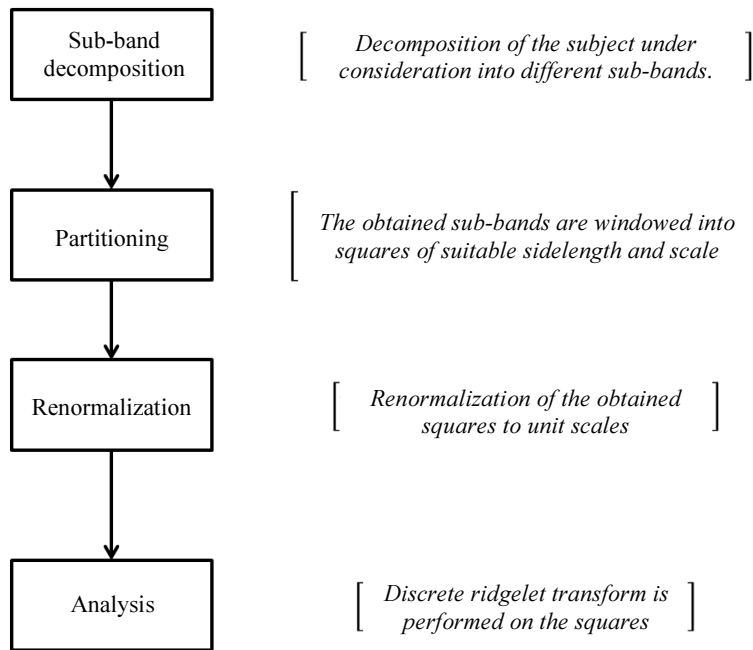 Sub-band
decomposition
[ Decomposition of the subject under
consideration into different sub-bands. ]
Partitioning
[ The obtained sub-bands are windowed into
squares of suitable sidelength and scale
Renormalization
[ Renormalization of the obtained
squares to unit scales ]
Analysis
[ Discrete ridgelet transform is
performed on the squares ]